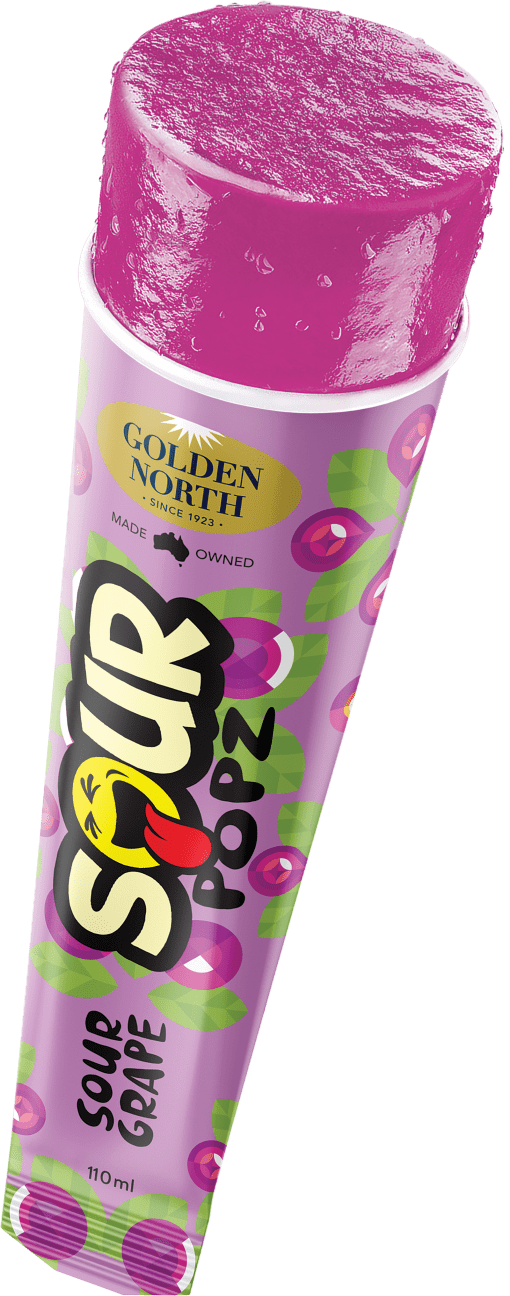 GOLDEN
NORTH
· SINCE 1923 ·
MADE OWNED
SOUR
POPZ
SOUR
GRAPE
110ml